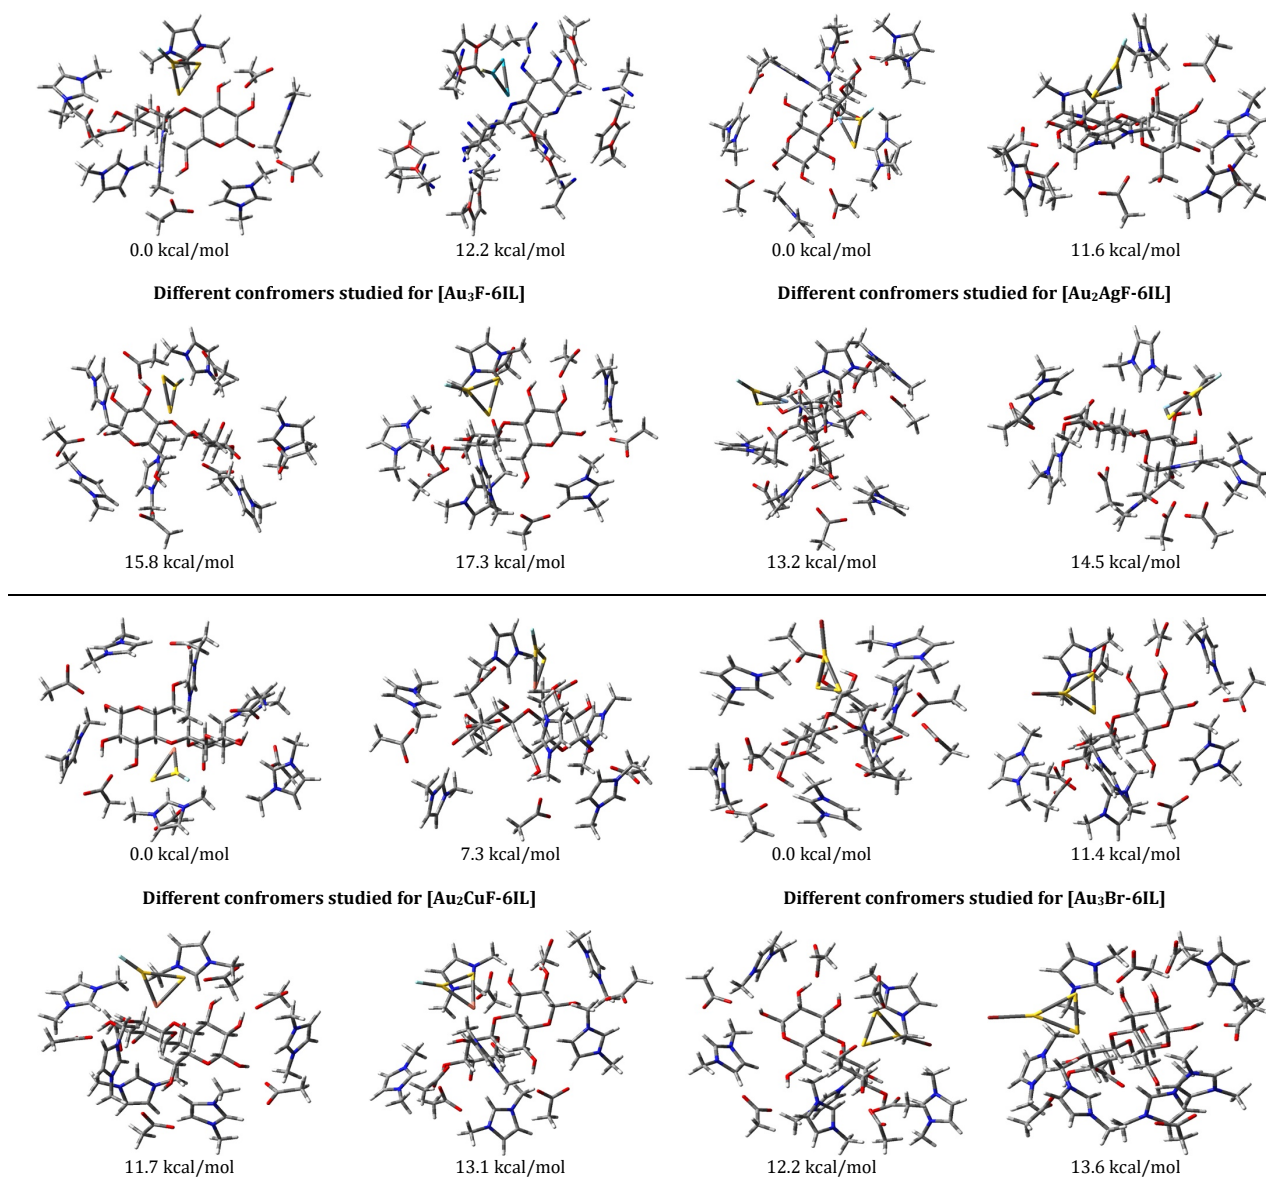 0.0 kcal/mol 12.2 kcal/mol 0.0 kcal/mol 11.6 kcal/mol
Different confromers studied for [Au₃F-6IL] Different confromers studied for [Au₂AgF-6IL]
15.8 kcal/mol 17.3 kcal/mol 13.2 kcal/mol 14.5 kcal/mol
0.0 kcal/mol 7.3 kcal/mol 0.0 kcal/mol 11.4 kcal/mol
Different confromers studied for [Au₂CuF-6IL] Different confromers studied for [Au₃Br-6IL]
11.7 kcal/mol 13.1 kcal/mol 12.2 kcal/mol 13.6 kcal/mol